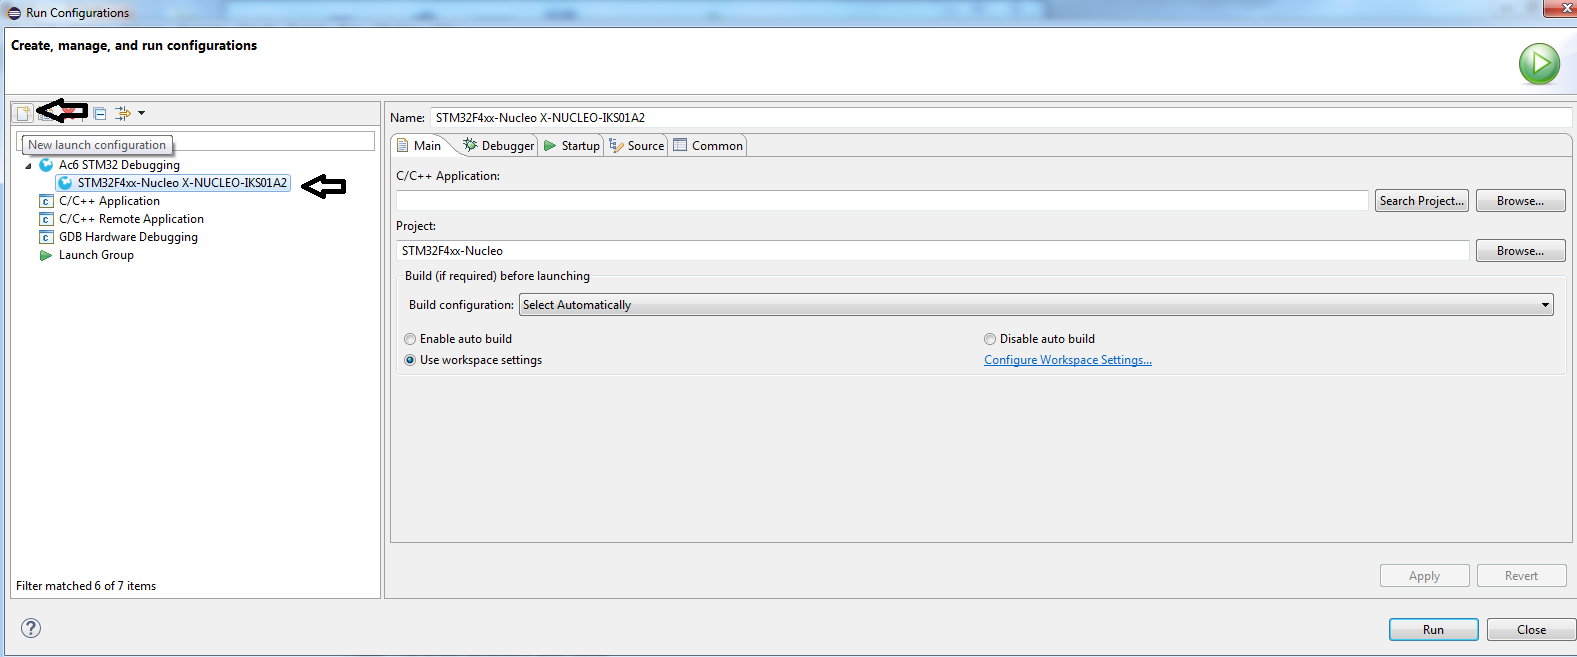 Run Configurations
Create, manage, and run configurations
New launch configuration
Ac6 STM32 Debugging
STM32F4xx-Nucleo X-NUCLEO-IKS01A2
C/C++ Application
C/C++ Remote Application
GDB Hardware Debugging
Launch Group
Filter matched 6 of 7 items
Name: STM32F4xx-Nucleo X-NUCLEO-IKS01A2
Main Debugger Startup Source Common
C/C++ Application:
Search Project... Browse...
Project:
STM32F4xx-Nucleo Browse...
Build (if required) before launching
Build configuration: Select Automatically
Enable auto build Disable auto build
Use workspace settings Configure Workspace Settings...
Apply Revert
Run Close